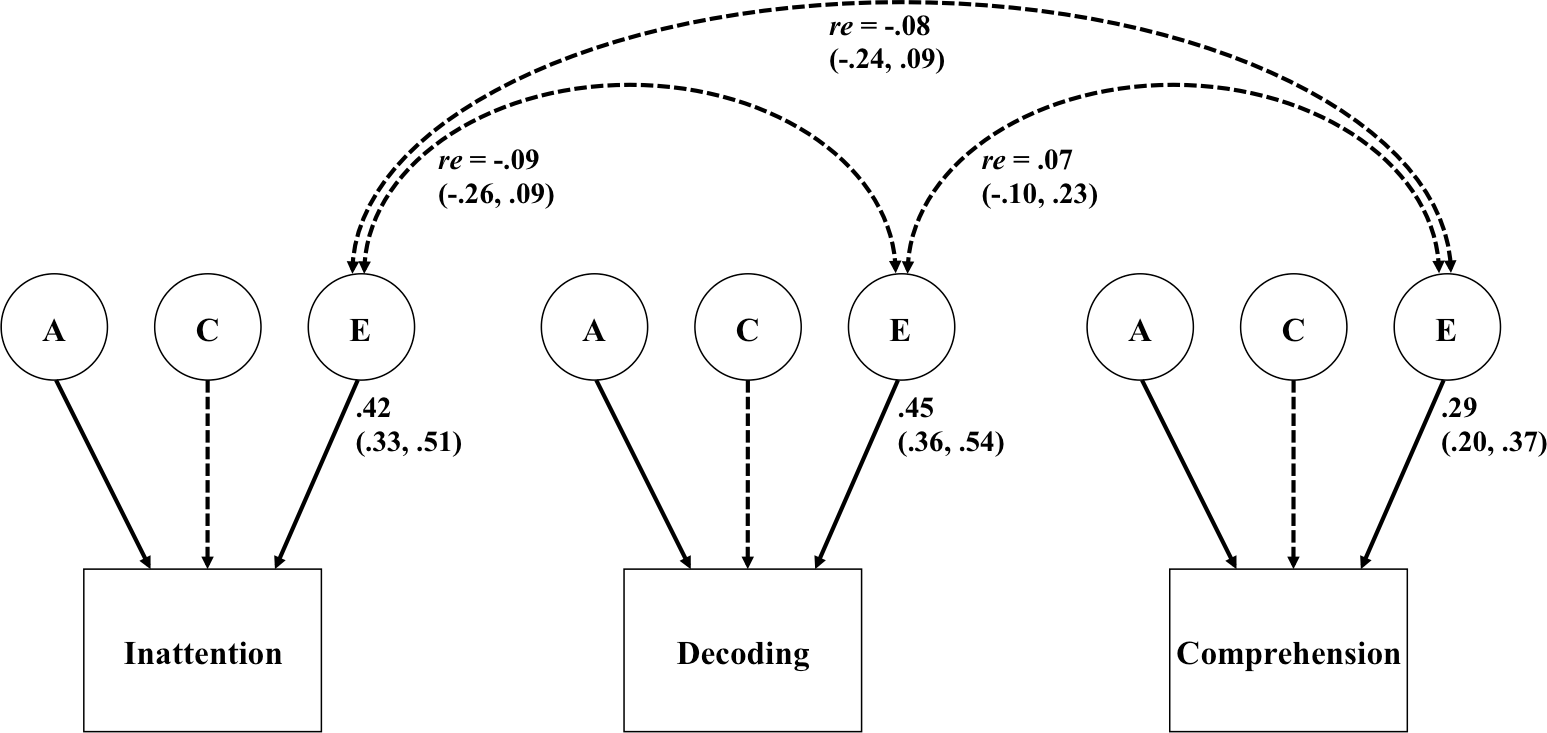 re = -.08
(-.24, .09)
re = -.09
(-.26, .09)
re = .07
(-.10, .23)
A
C
E
A
C
E
A
C
E
.42
(.33, .51)
.45
(.36, .54)
.29
(.20, .37)
Inattention
Decoding
Comprehension